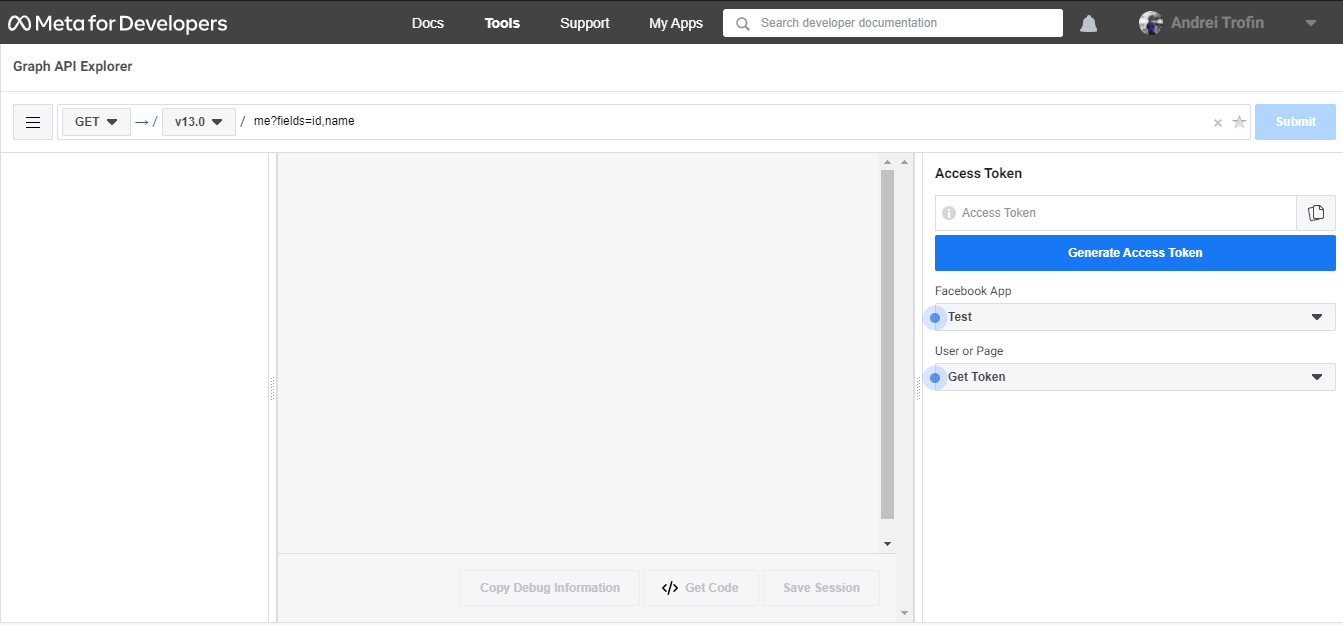 Meta for Developers Docs Tools Support My Apps Search developer documentation Andrei Trofin
Graph API Explorer
GET → / v13.0 / me?fields=id,name × Submit
Access Token
Access Token
Generate Access Token
Facebook App
Test
User or Page
Get Token
Copy Debug Information </> Get Code Save Session